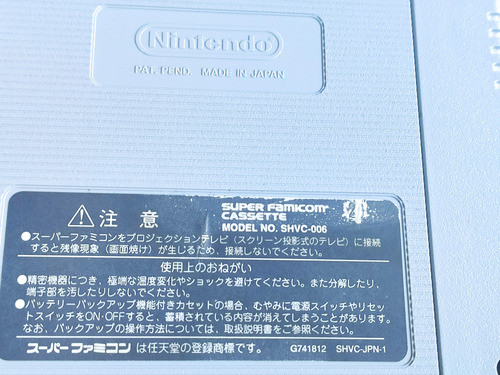 Nintendo
PAT. PEND. MADE IN JAPAN
SUPER FAMICOM
CASSETTE
MODEL NO. SHVC-006
注意
●スーパーファミコンをプロジェクションテレビ(スクリーン投影式のテレビ)に接続
すると残像現象(画面焼け)が生じるため、接続しないでください。
使用上のおねがい
●精密機器につき、極端な温度変化やショックを避けてください。また分解したり、
端子部を汚したりしないでください。
●バッテリーバックアップ機能付きカセットの場合、むやみに電源スイッチやリセッ
トスイッチをON・OFFすると、蓄積されている内容が消えてしまうことがあります。
なお、バックアップの操作方法については、取扱説明書をご参照ください。
スーパーファミコン は任天堂の登録商標です。 G741812 SHVC-JPN-1